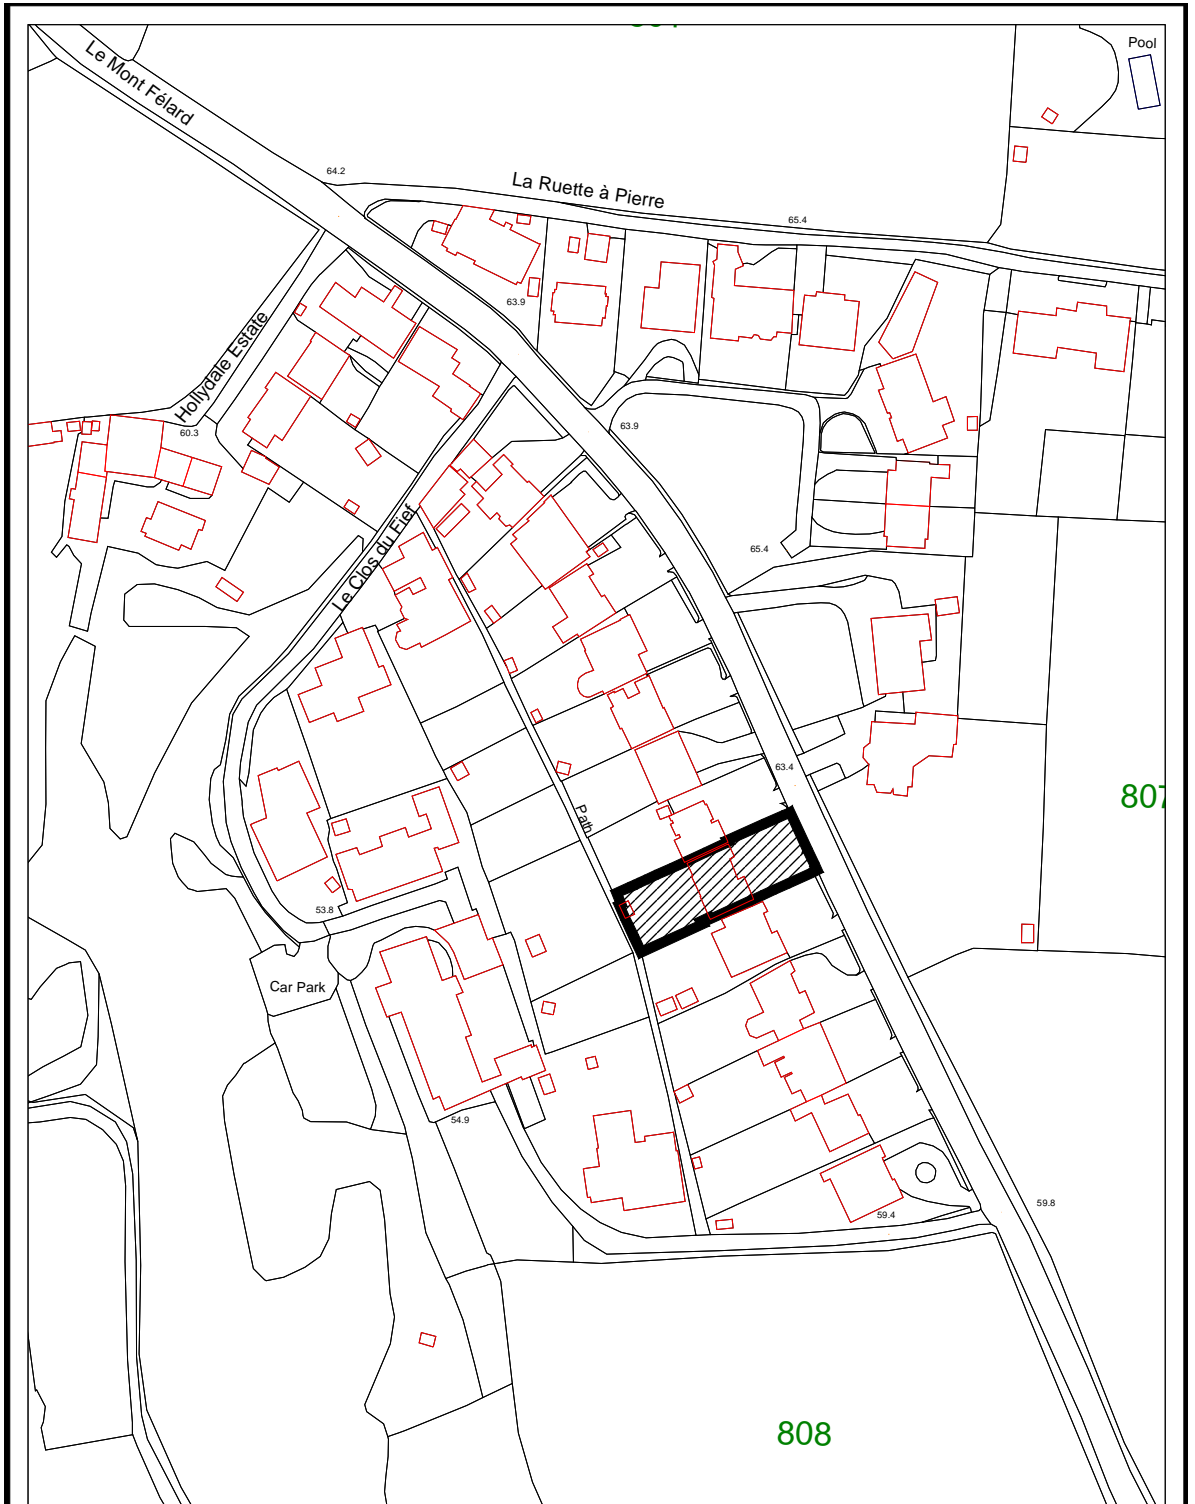 Pool
Le Mont Félard
64.2
La Ruette à Pierre
65.4
63.9
Hollydale Estate
60.3
63.9
Le Clos du Fief
65.4
63.4
807
Path
53.8
Car Park
54.9
59.8
59.4
808